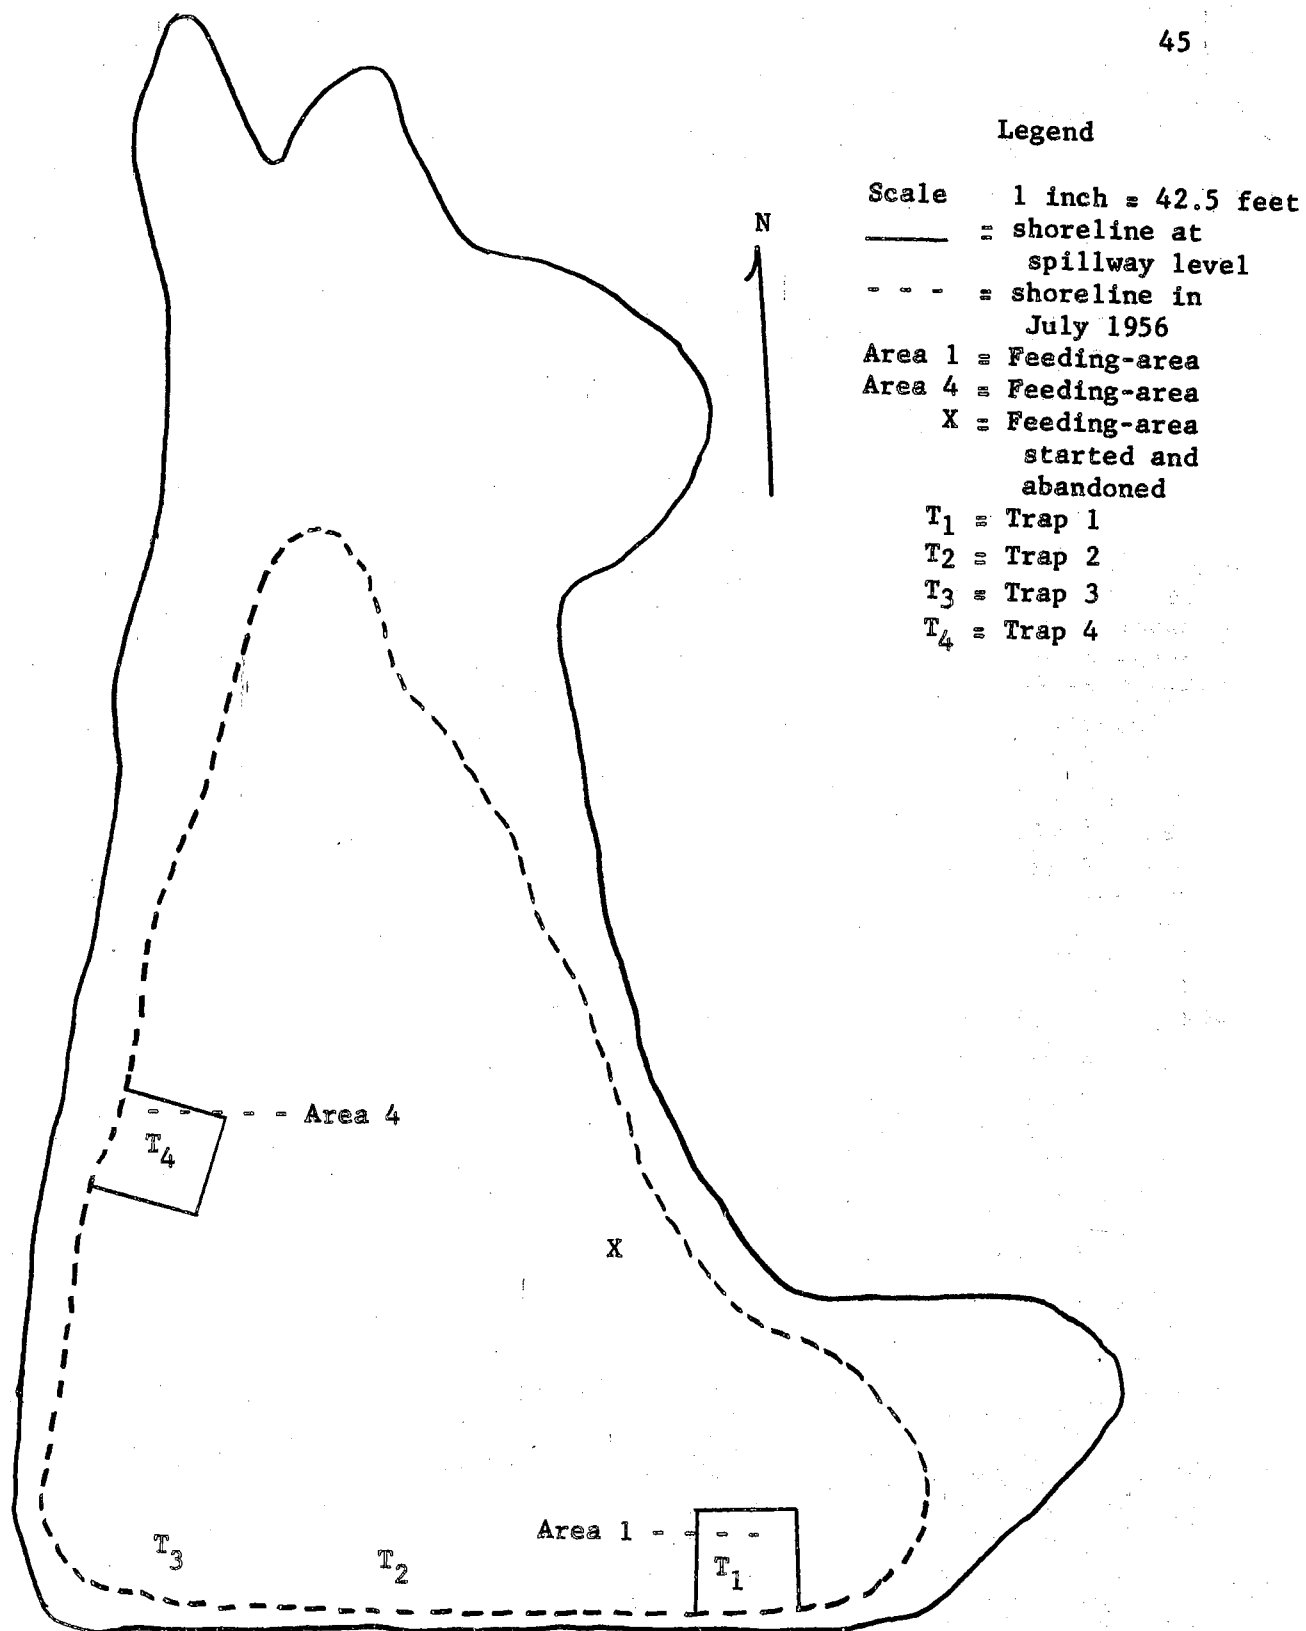 45
Legend
Scale 1 inch = 42.5 feet
= shoreline at
spillway level
- - - = shoreline in
July 1956
Area 1 = Feeding-area
Area 4 = Feeding-area
X = Feeding-area
started and
abandoned
T1 = Trap 1
T2 = Trap 2
T3 = Trap 3
T4 = Trap 4
N
- - - - - Area 4
T4
X
Area 1 - - - -
T3
T2
T1